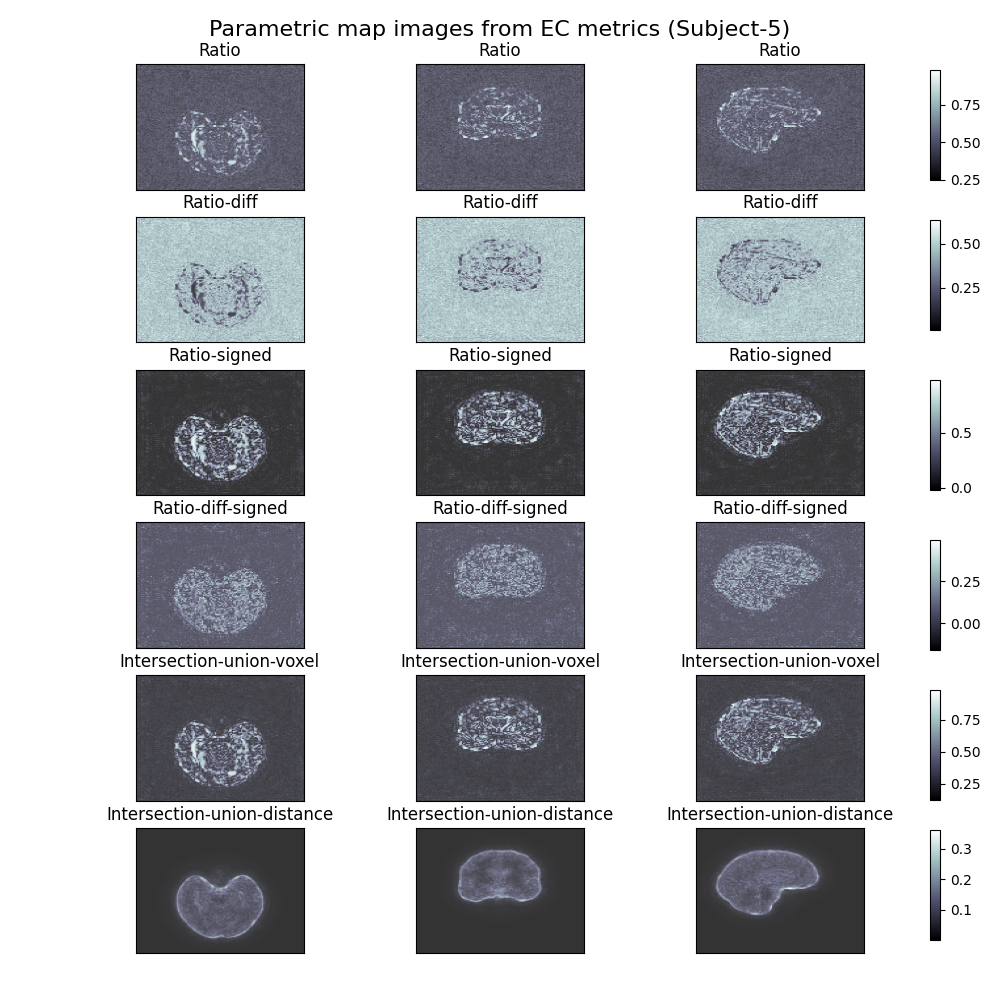 Parametric map images from EC metrics (Subject-5)
Ratio Ratio Ratio
0.75
0.50
0.25
Ratio-diff Ratio-diff Ratio-diff
0.50
0.25
Ratio-signed Ratio-signed Ratio-signed
0.5
0.0
Ratio-diff-signed Ratio-diff-signed Ratio-diff-signed
0.25
0.00
Intersection-union-voxel Intersection-union-voxel Intersection-union-voxel
0.75
0.50
0.25
Intersection-union-distance Intersection-union-distance Intersection-union-distance
0.3
0.2
0.1